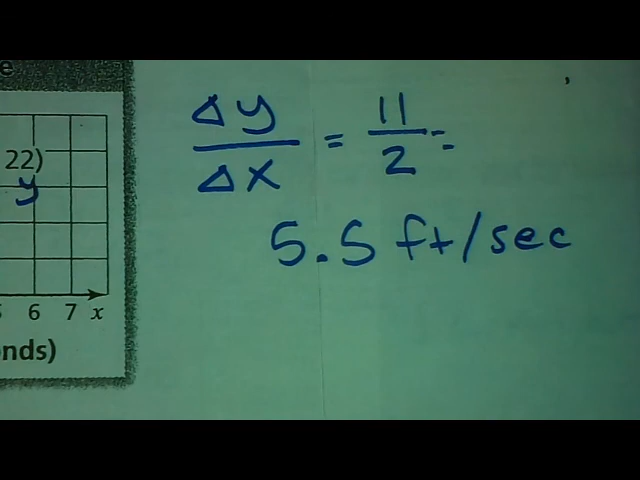 e
22)
y
6 7 x
nds)
Δy
Δx
= 11
2 =
5.5 ft/sec